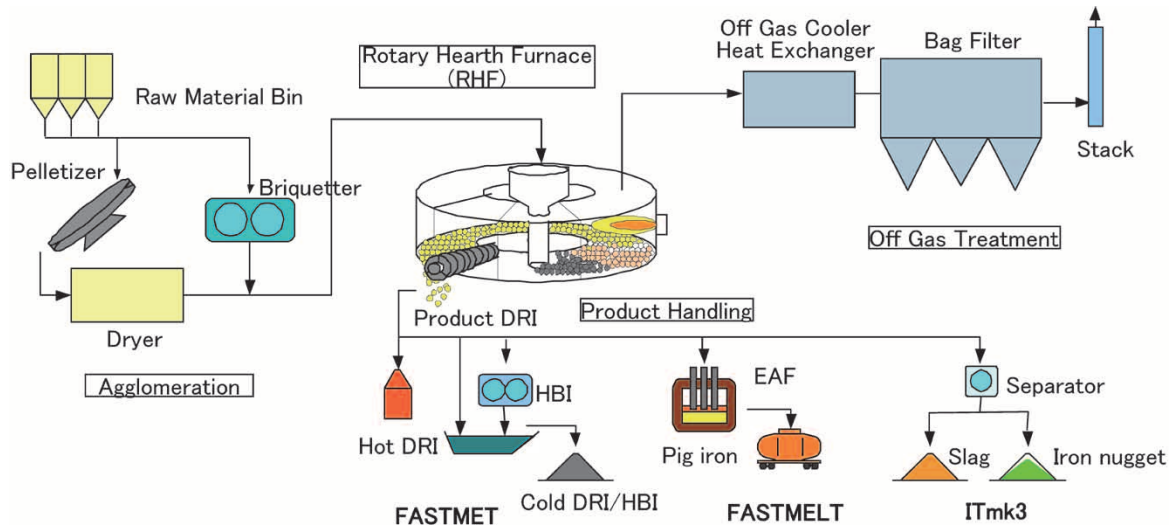 Raw Material Bin
Pelletizer
Briquetter
Dryer
Agglomeration
Rotary Hearth Furnace
(RHF)
Off Gas Cooler
Heat Exchanger
Bag Filter
Stack
Off Gas Treatment
Product DRI
Product Handling
Hot DRI
HBI
Cold DRI/HBI
FASTMET
EAF
Pig iron
FASTMELT
Separator
Slag
Iron nugget
ITmk3